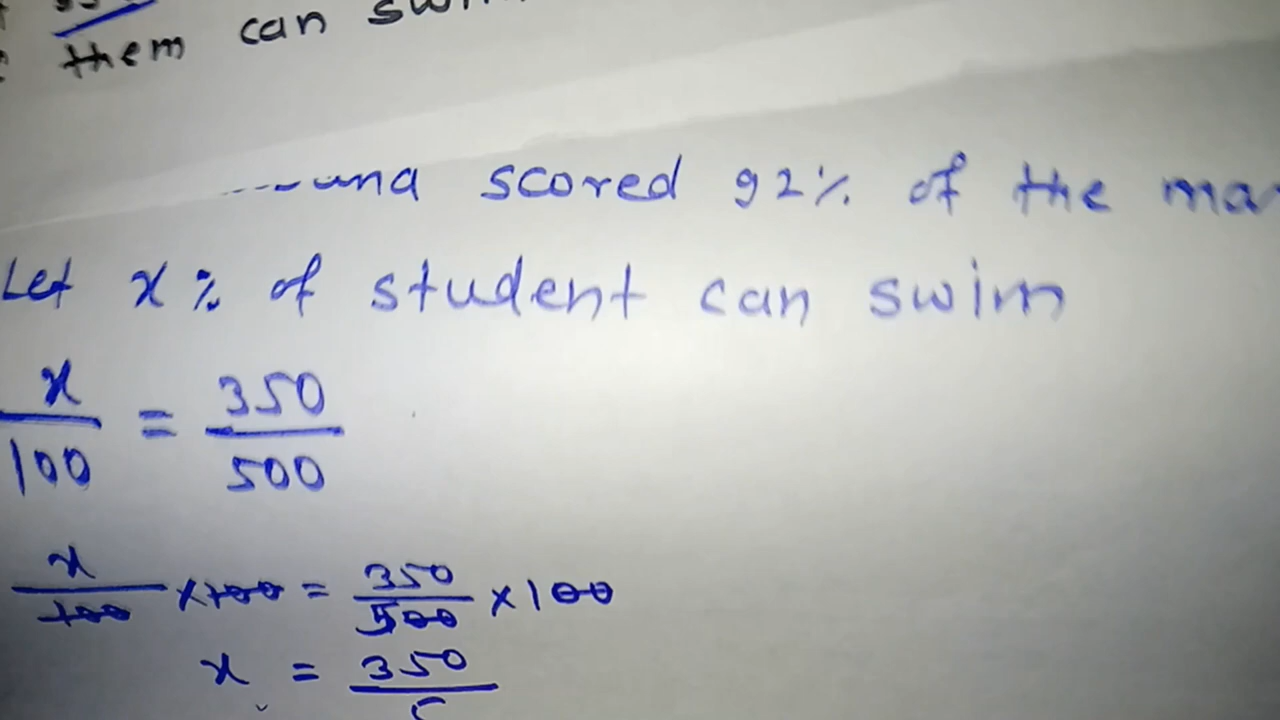 them can
scored 92% of the
Let x% of student can swim
x/100 = 350/500
x/100 × 100 = 350/500 × 100
x = 350/5